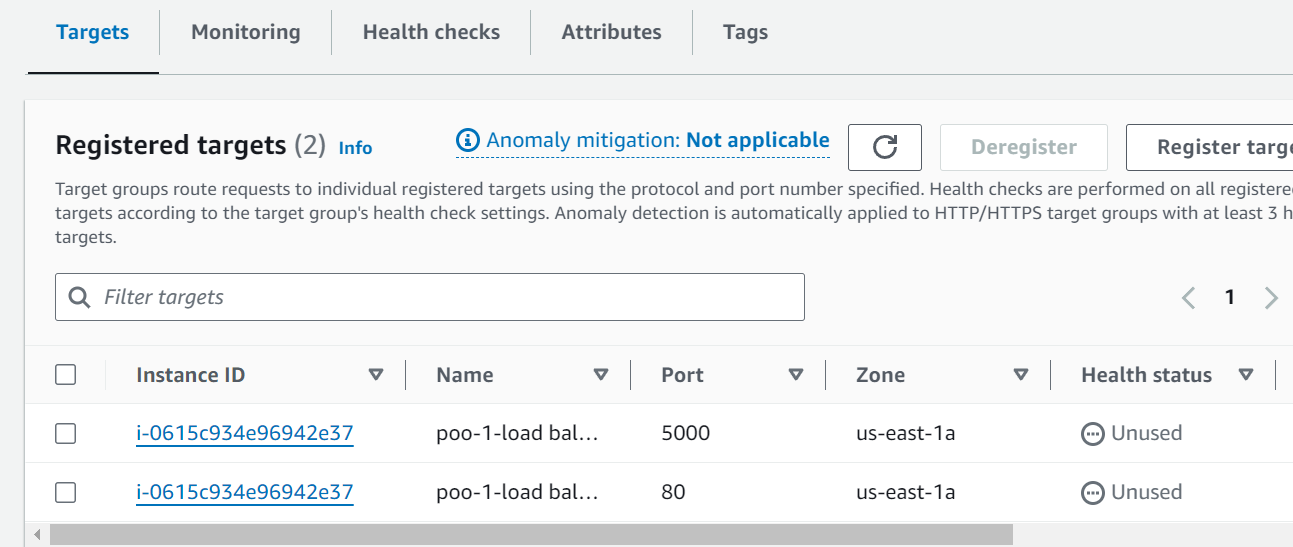 Targets Monitoring Health checks Attributes Tags
Registered targets (2) Info Anomaly mitigation: Not applicable Deregister Register targ
Target groups route requests to individual registered targets using the protocol and port number specified. Health checks are performed on all registere
targets according to the target group's health check settings. Anomaly detection is automatically applied to HTTP/HTTPS target groups with at least 3 h
targets.
Filter targets 1
Instance ID Name Port Zone Health status
i-0615c934e96942e37 poo-1-load bal... 5000 us-east-1a Unused
i-0615c934e96942e37 poo-1-load bal... 80 us-east-1a Unused